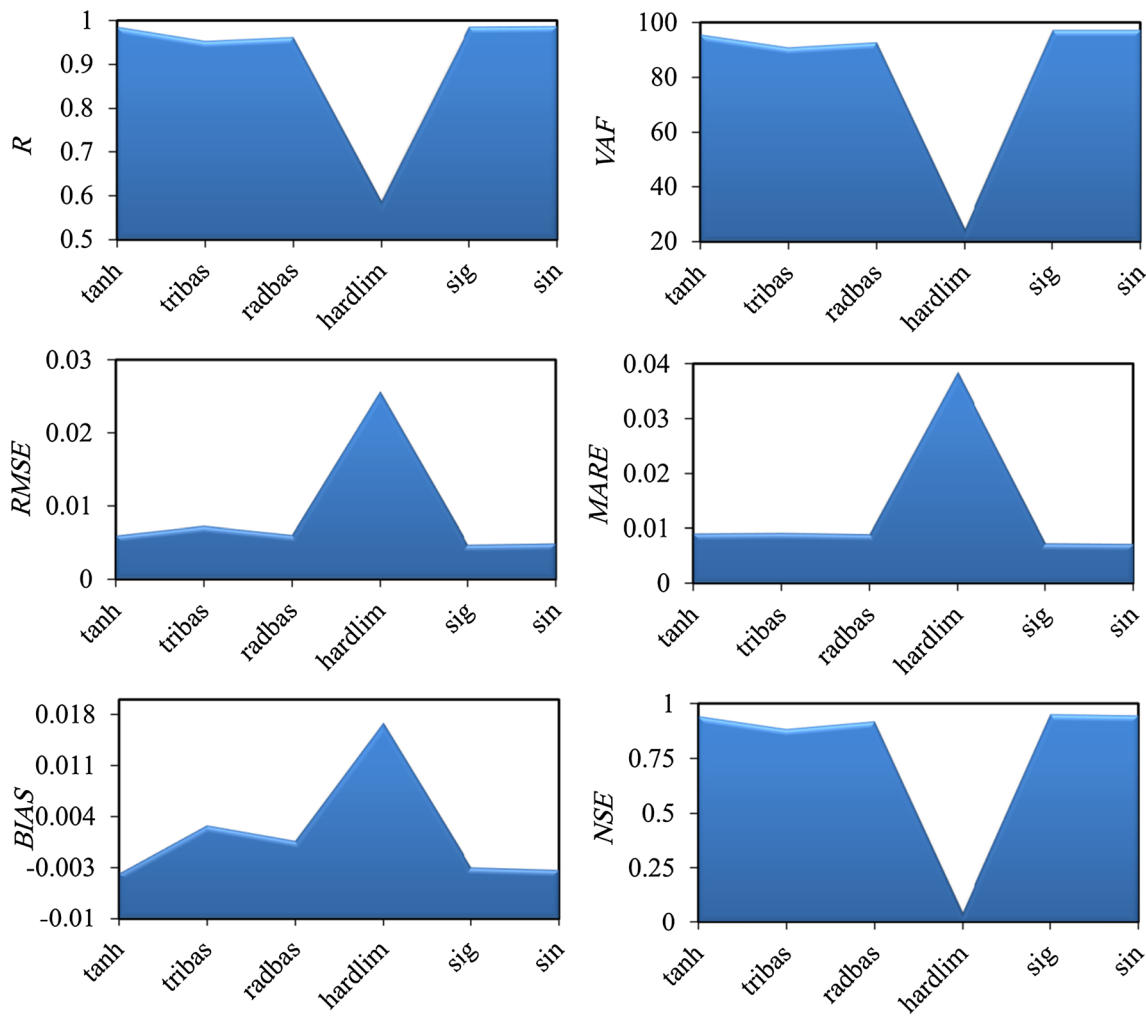 R
1
0.9
0.8
0.7
0.6
0.5
tanh
tribas
radbas
hardlim
sig
sin
VAF
100
80
60
40
20
tanh
tribas
radbas
hardlim
sig
sin
RMSE
0.03
0.02
0.01
0
tanh
tribas
radbas
hardlim
sig
sin
MARE
0.04
0.03
0.02
0.01
0
tanh
tribas
radbas
hardlim
sig
sin
BIAS
0.018
0.011
0.004
-0.003
-0.01
tanh
tribas
radbas
hardlim
sig
sin
NSE
1
0.75
0.5
0.25
0
tanh
tribas
radbas
hardlim
sig
sin